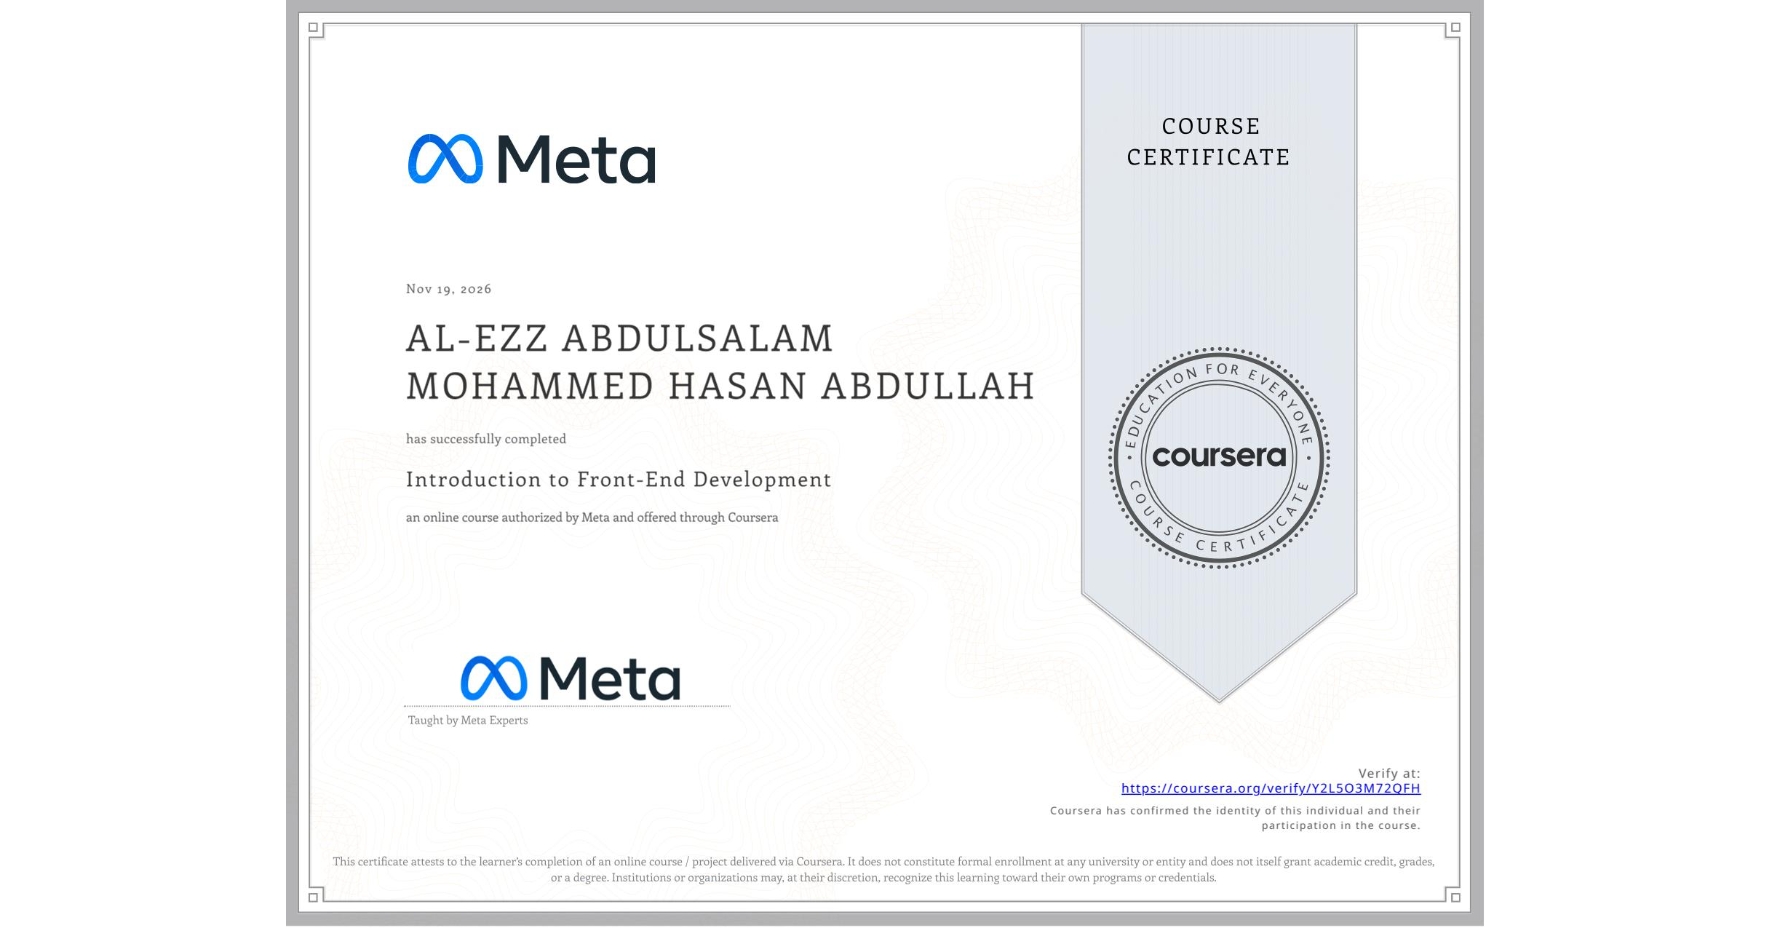 Meta
COURSE
CERTIFICATE
Nov 19, 2026
AL-EZZ ABDULSALAM
MOHAMMED HASAN ABDULLAH
has successfully completed
Introduction to Front-End Development
an online course authorized by Meta and offered through Coursera
EDUCATION FOR EVERYONE
coursera
COURSE CERTIFICATE
Meta
Taught by Meta Experts
Verify at:
https://coursera.org/verify/Y2L5O3M72QFH
Coursera has confirmed the identity of this individual and their
participation in the course.
This certificate attests to the learner's completion of an online course / project delivered via Coursera. It does not constitute formal enrollment at any university or entity and does not itself grant academic credit, grades,
or a degree. Institutions or organizations may, at their discretion, recognize this learning toward their own programs or credentials.